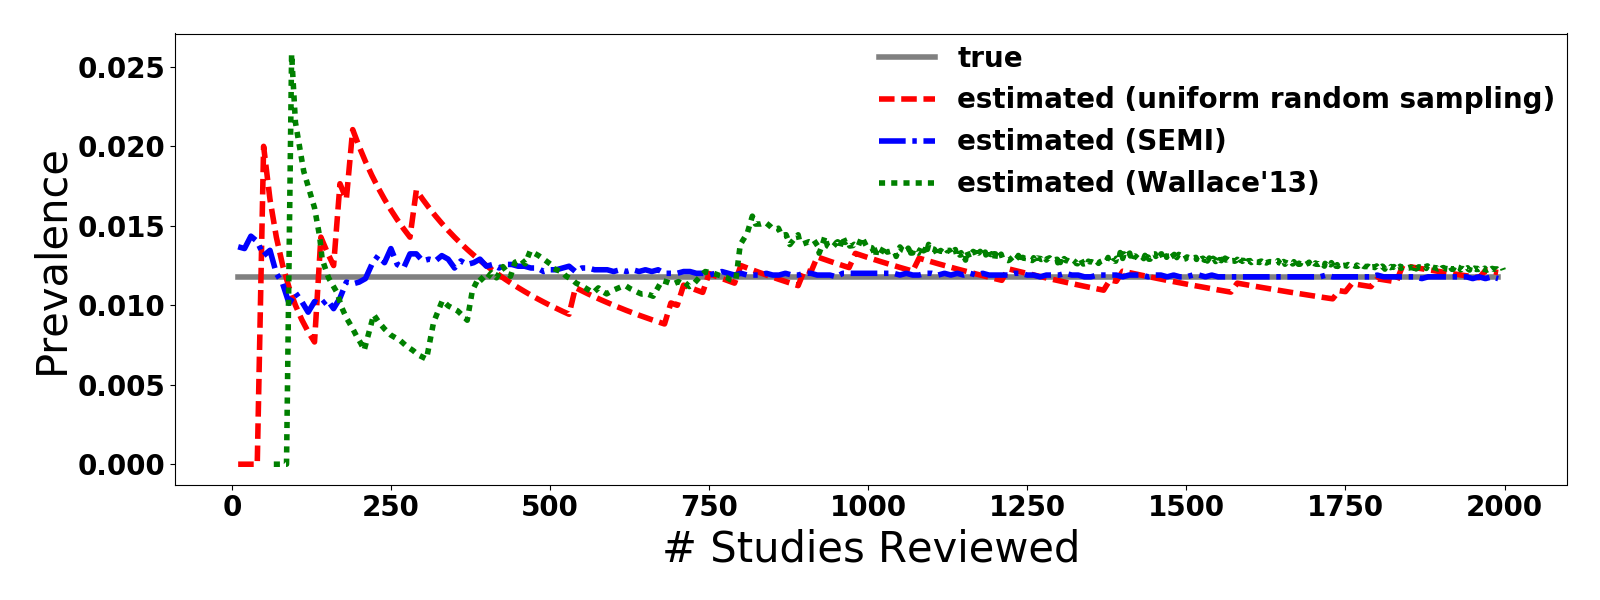 true
estimated (uniform random sampling)
estimated (SEMI)
estimated (Wallace'13)
Prevalence
0.025
0.020
0.015
0.010
0.005
0.000
0 250 500 750 1000 1250 1500 1750 2000
# Studies Reviewed